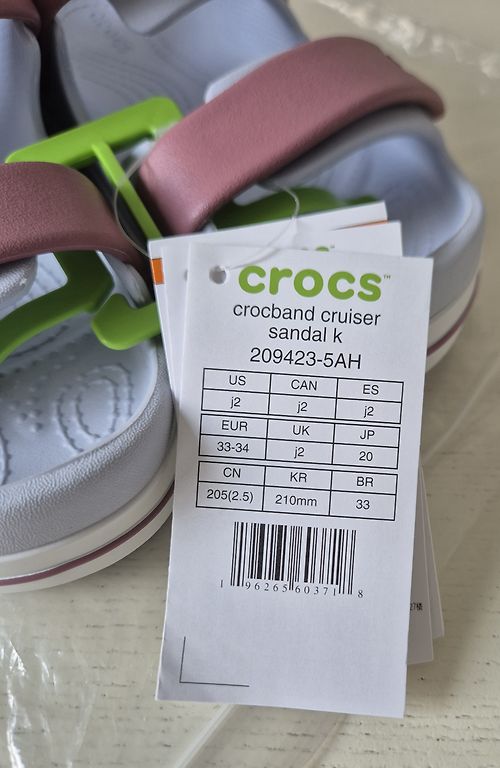 crocs™
crocband cruiser
sandal k
209423-5AH
US CAN ES
j2 j2 j2
EUR UK JP
33-34 j2 20
CN KR BR
205(2.5) 210mm 33
1 96265 60371 8